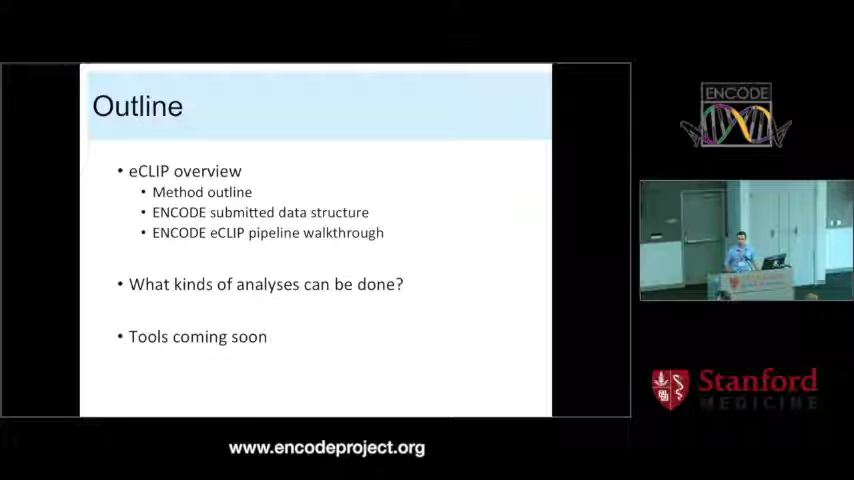 Outline
• eCLIP overview
• Method outline
• ENCODE submitted data structure
• ENCODE eCLIP pipeline walkthrough
• What kinds of analyses can be done?
• Tools coming soon
ENCODE
Stanford
MEDICINE
www.encodeproject.org